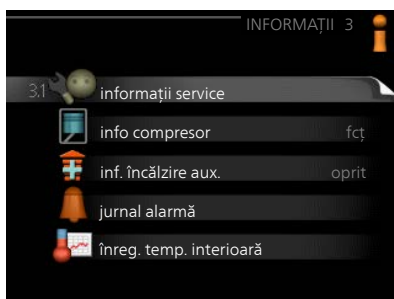 INFORMAȚII 3
3.1 informații service
info compresor fcț
inf. încălzire aux. oprit
jurnal alarmă
înreg. temp. interioară